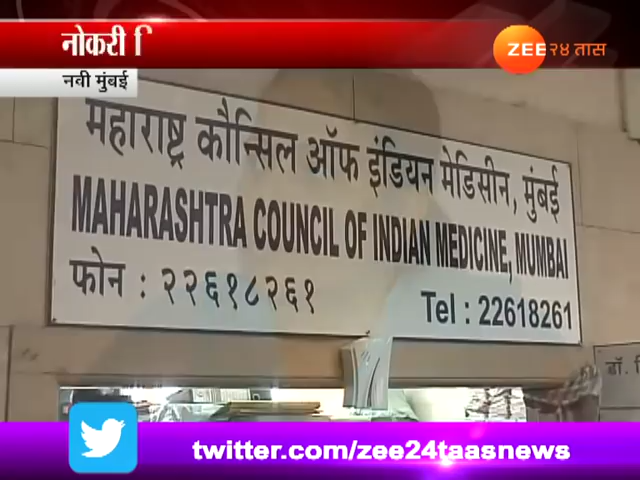 नोकरी
ZEE २४ तास
नवी मुंबई
महाराष्ट्र कौन्सिल ऑफ इंडियन मेडिसीन, मुंबई
MAHARASHTRA COUNCIL OF INDIAN MEDICINE, MUMBAI
फोन : २२६१८२६१
Tel : 22618261
डॉ.
twitter.com/zee24taasnews